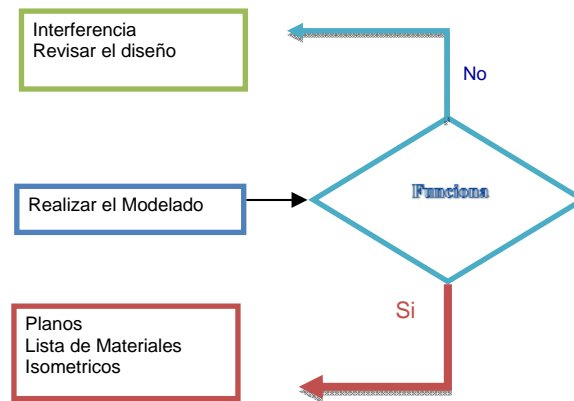 Interferencia
Revisar el diseño
No
Realizar el Modelado
Funciona
Si
Planos
Lista de Materiales
Isometricos